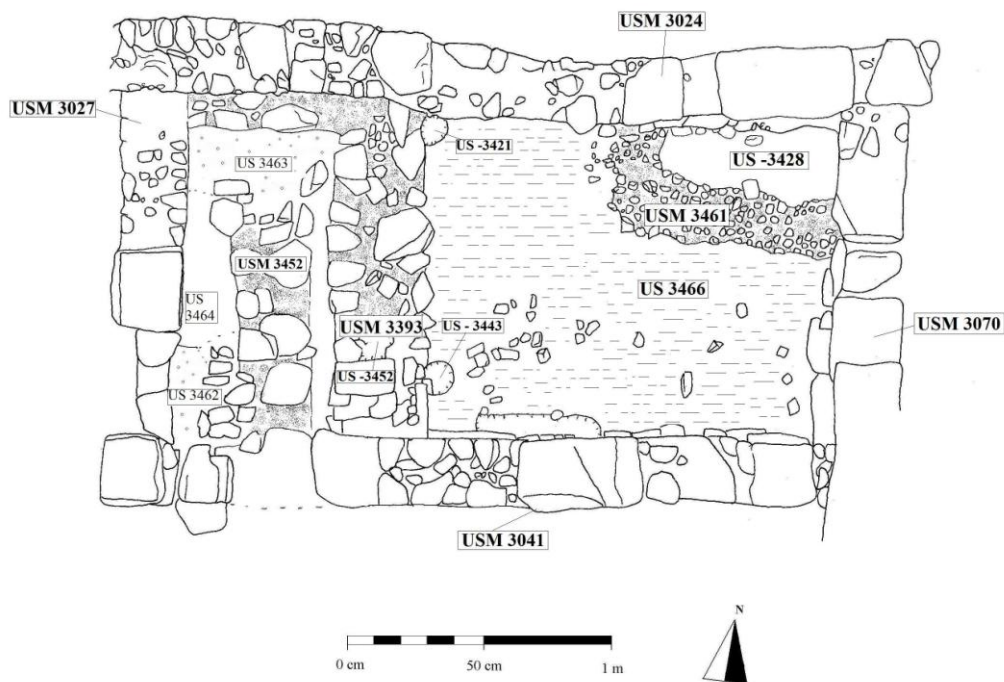 USM 3024
USM 3027
US -3421
US 3463
US -3428
USM 3461
USM 3452
US 3466
US
3464
USM 3393
US - 3443
USM 3070
US -3452
US 3462
USM 3041
N
0 cm
50 cm
1 m